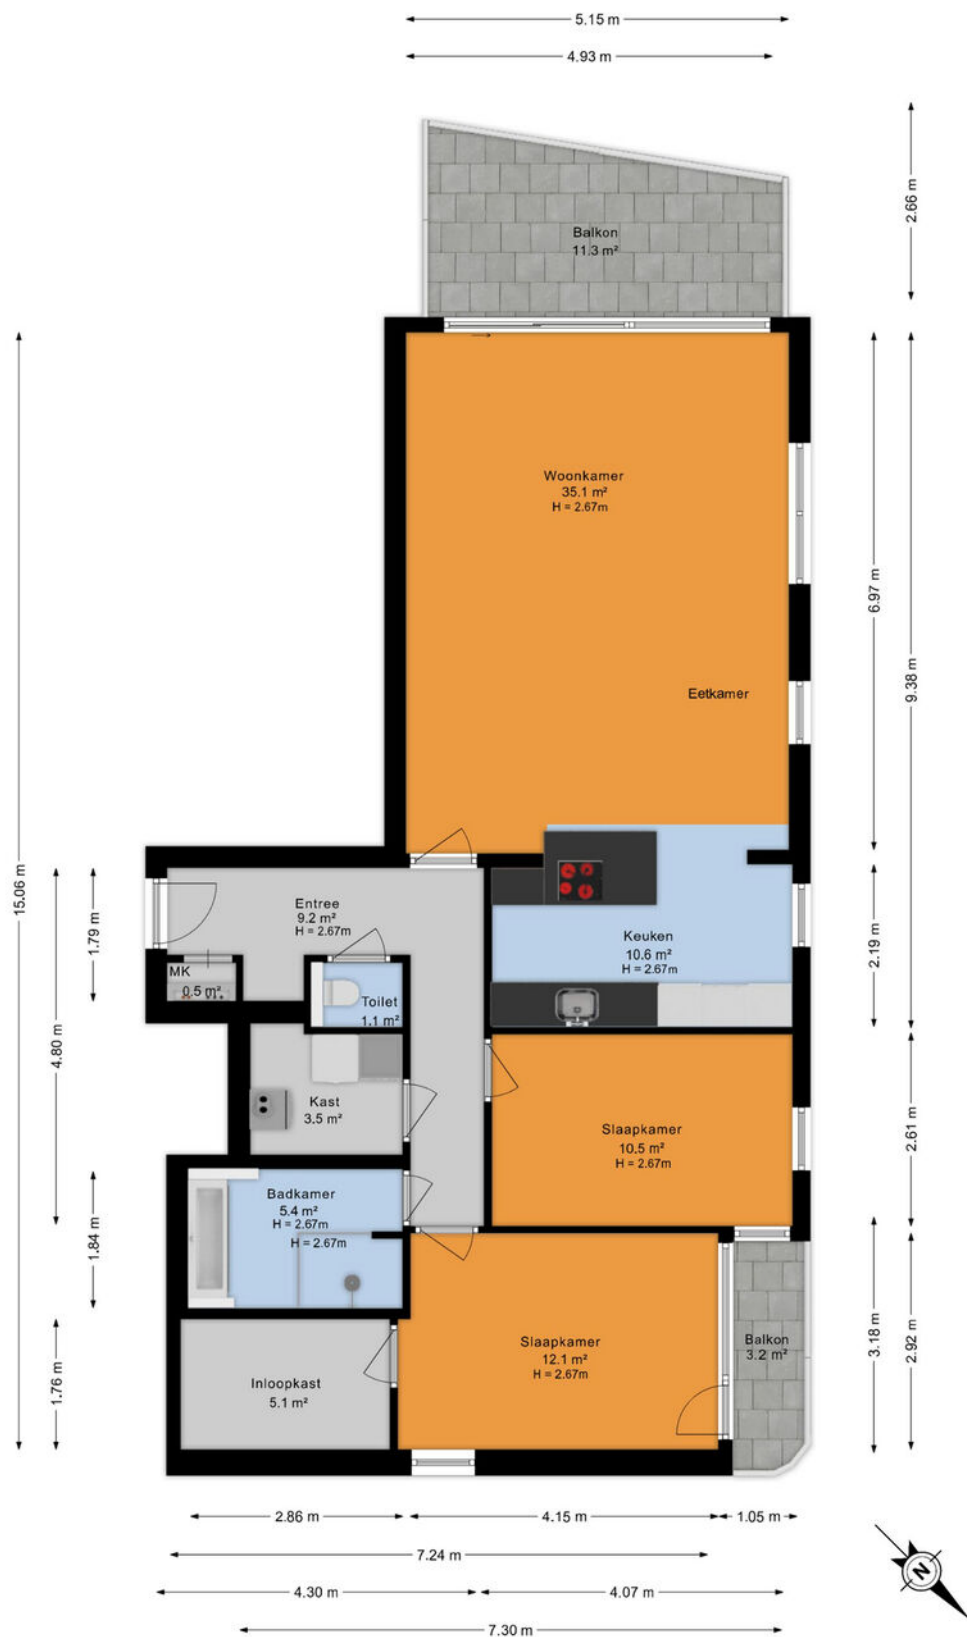 5.15 m
4.93 m
2.66 m
Balkon
11.3 m²
Woonkamer
35.1 m²
H = 2.67m
6.97 m
9.38 m
Eetkamer
15.06 m
Entree
9.2 m²
H = 2.67m
1.79 m
MK
0.5 m²
Toilet
1.1 m²
Keuken
10.6 m²
H = 2.67m
2.19 m
4.80 m
Kast
3.5 m²
Slaapkamer
10.5 m²
H = 2.67m
2.61 m
Badkamer
5.4 m²
H = 2.67m
H = 2.67m
1.84 m
Slaapkamer
12.1 m²
H = 2.67m
Balkon
3.2 m²
3.18 m
2.92 m
Inloopkast
5.1 m²
1.76 m
2.86 m
4.15 m
1.05 m
7.24 m
4.30 m
4.07 m
7.30 m
N